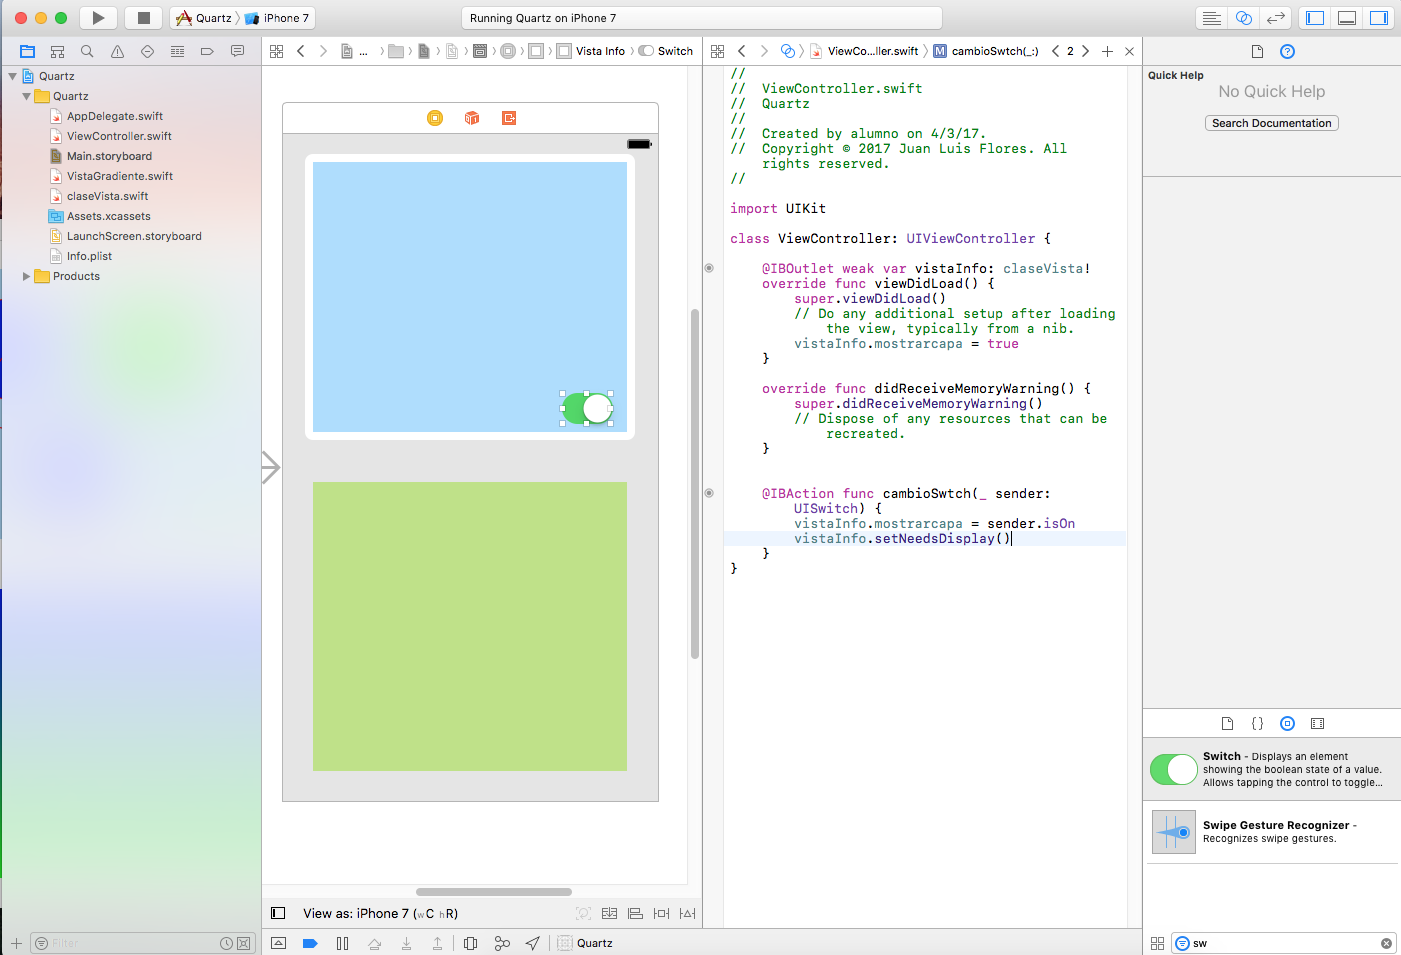 Quartz
iPhone 7
Running Quartz on iPhone 7
... Vista Info Switch
ViewCo...ller.swift cambioSwtch(_:) 2
Quartz
Quartz
AppDelegate.swift
ViewController.swift
Main.storyboard
VistaGradiente.swift
claseVista.swift
Assets.xcassets
LaunchScreen.storyboard
Info.plist
Products
Filter
View as: iPhone 7 (wC hR)
Quartz
//
// ViewController.swift
// Quartz
//
// Created by alumno on 4/3/17.
// Copyright © 2017 Juan Luis Flores. All
rights reserved.
//
import UIKit
class ViewController: UIViewController {
@IBOutlet weak var vistaInfo: claseVista!
override func viewDidLoad() {
super.viewDidLoad()
// Do any additional setup after loading
the view, typically from a nib.
vistaInfo.mostrarcapa = true
}
override func didReceiveMemoryWarning() {
super.didReceiveMemoryWarning()
// Dispose of any resources that can be
recreated.
}
@IBAction func cambioSwtch(_ sender:
UISwitch) {
vistaInfo.mostrarcapa = sender.isOn
vistaInfo.setNeedsDisplay()
}
}
Quick Help
No Quick Help
Search Documentation
Switch - Displays an element
showing the boolean state of a value.
Allows tapping the control to toggle...
Swipe Gesture Recognizer -
Recognizes swipe gestures.
sw